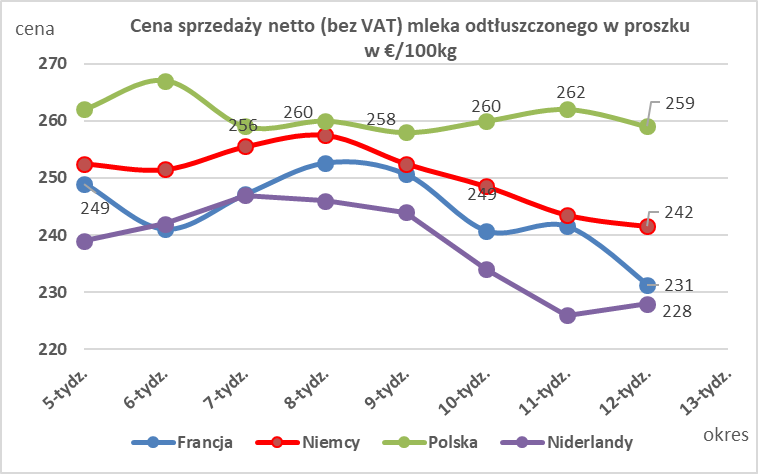 Cena sprzedaży netto (bez VAT) mleka odtłuszczonego w proszku
w €/100kg
cena
270
260
250
240
230
220
249
256
260
258
260
249
262
259
242
231
228
5-tydz.
6-tydz.
7-tydz.
8-tydz.
9-tydz.
10-tydz.
11-tydz.
12-tydz.
13-tydz.
okres
Francja
Niemcy
Polska
Niderlandy